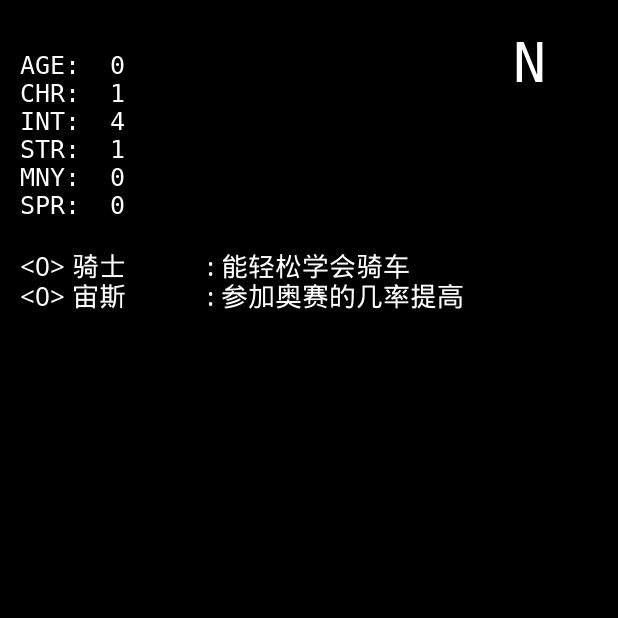 N
AGE: 0
CHR: 1
INT: 4
STR: 1
MNY: 0
SPR: 0
<O> 骑士 :能轻松学会骑车
<O> 宙斯 :参加奥赛的几率提高